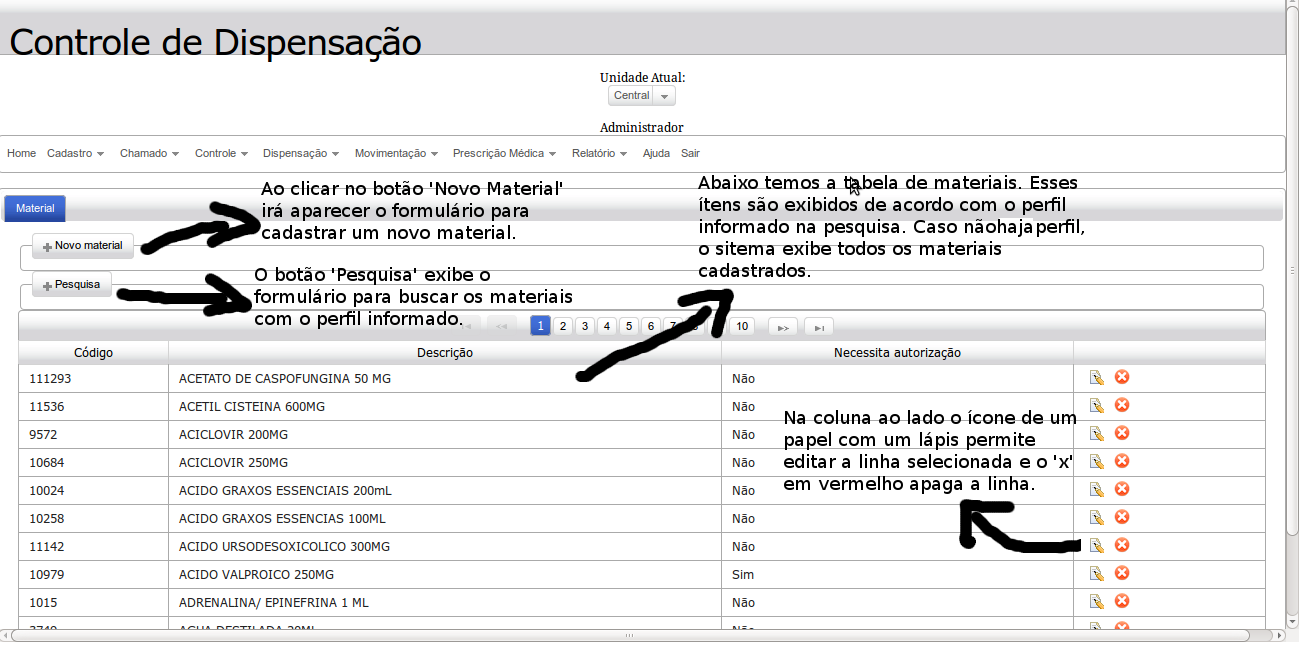 Controle de Dispensação
Unidade Atual:
Central
Administrador
Home Cadastro Chamado Controle Dispensação Movimentação Prescrição Médica Relatório Ajuda Sair
Material
Ao clicar no botão 'Novo Material'
irá aparecer o formulário para
cadastrar um novo material.
Abaixo temos a tabela de materiais. Esses
ítens são exibidos de acordo com o perfil
informado na pesquisa. Caso nãohajaperfil,
o sitema exibe todos os materiais
cadastrados.
Novo material
Pesquisa
O botão 'Pesquisa' exibe o
formulário para buscar os materiais
com o perfil informado.
1 2 3 4 5 6 7 8 10
Código Descrição Necessita autorização
111293 ACETATO DE CASPOFUNGINA 50 MG Não
11536 ACETIL CISTEINA 600MG Não
9572 ACICLOVIR 200MG Não
10684 ACICLOVIR 250MG Não
10024 ACIDO GRAXOS ESSENCIAIS 200mL Não
10258 ACIDO GRAXOS ESSENCIAS 100ML Não
11142 ACIDO URSODESOXICOLICO 300MG Não
10979 ACIDO VALPROICO 250MG Sim
1015 ADRENALINA/ EPINEFRINA 1 ML Não
Na coluna ao lado o ícone de um
papel com um lápis permite
editar a linha selecionada e o 'x'
em vermelho apaga a linha.